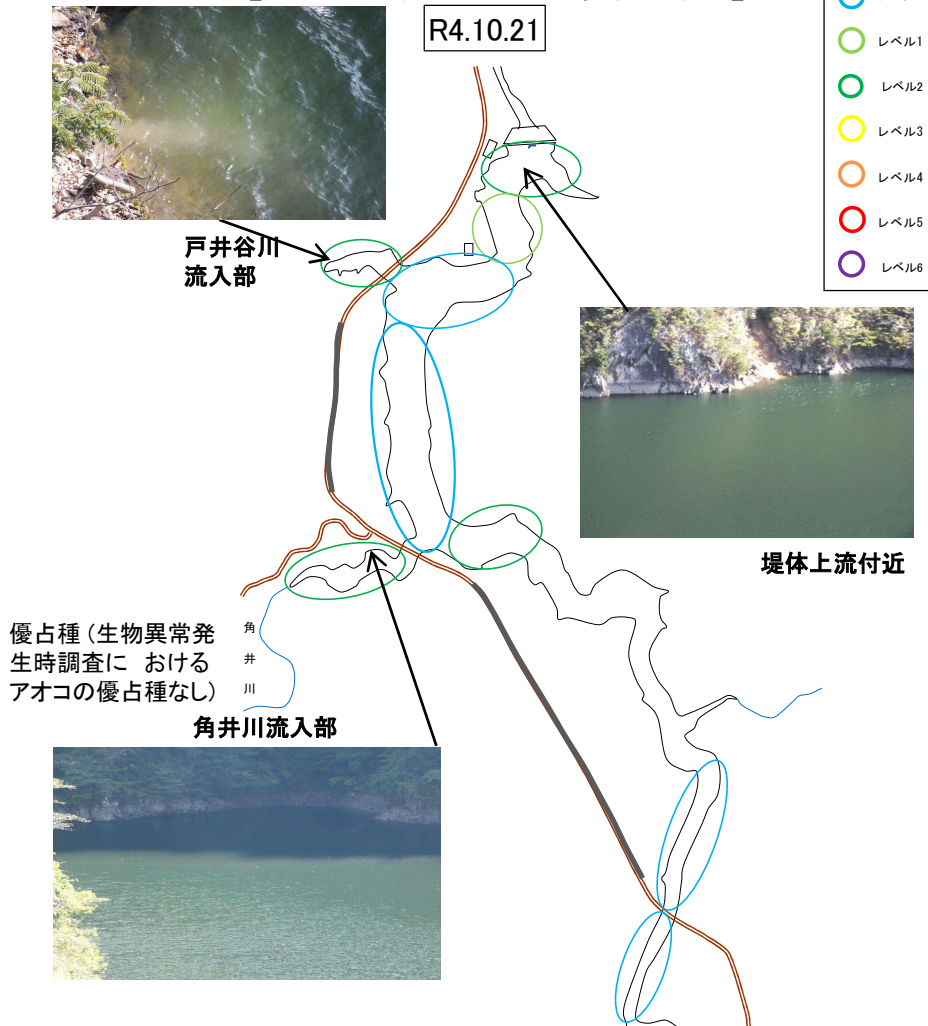 R4.10.21
レベル1
レベル2
レベル3
レベル4
レベル5
レベル6
戸井谷川
流入部
堤体上流付近
優占種(生物異常発
生時調査に おける
アオコの優占種なし)
角
井
川
角井川流入部